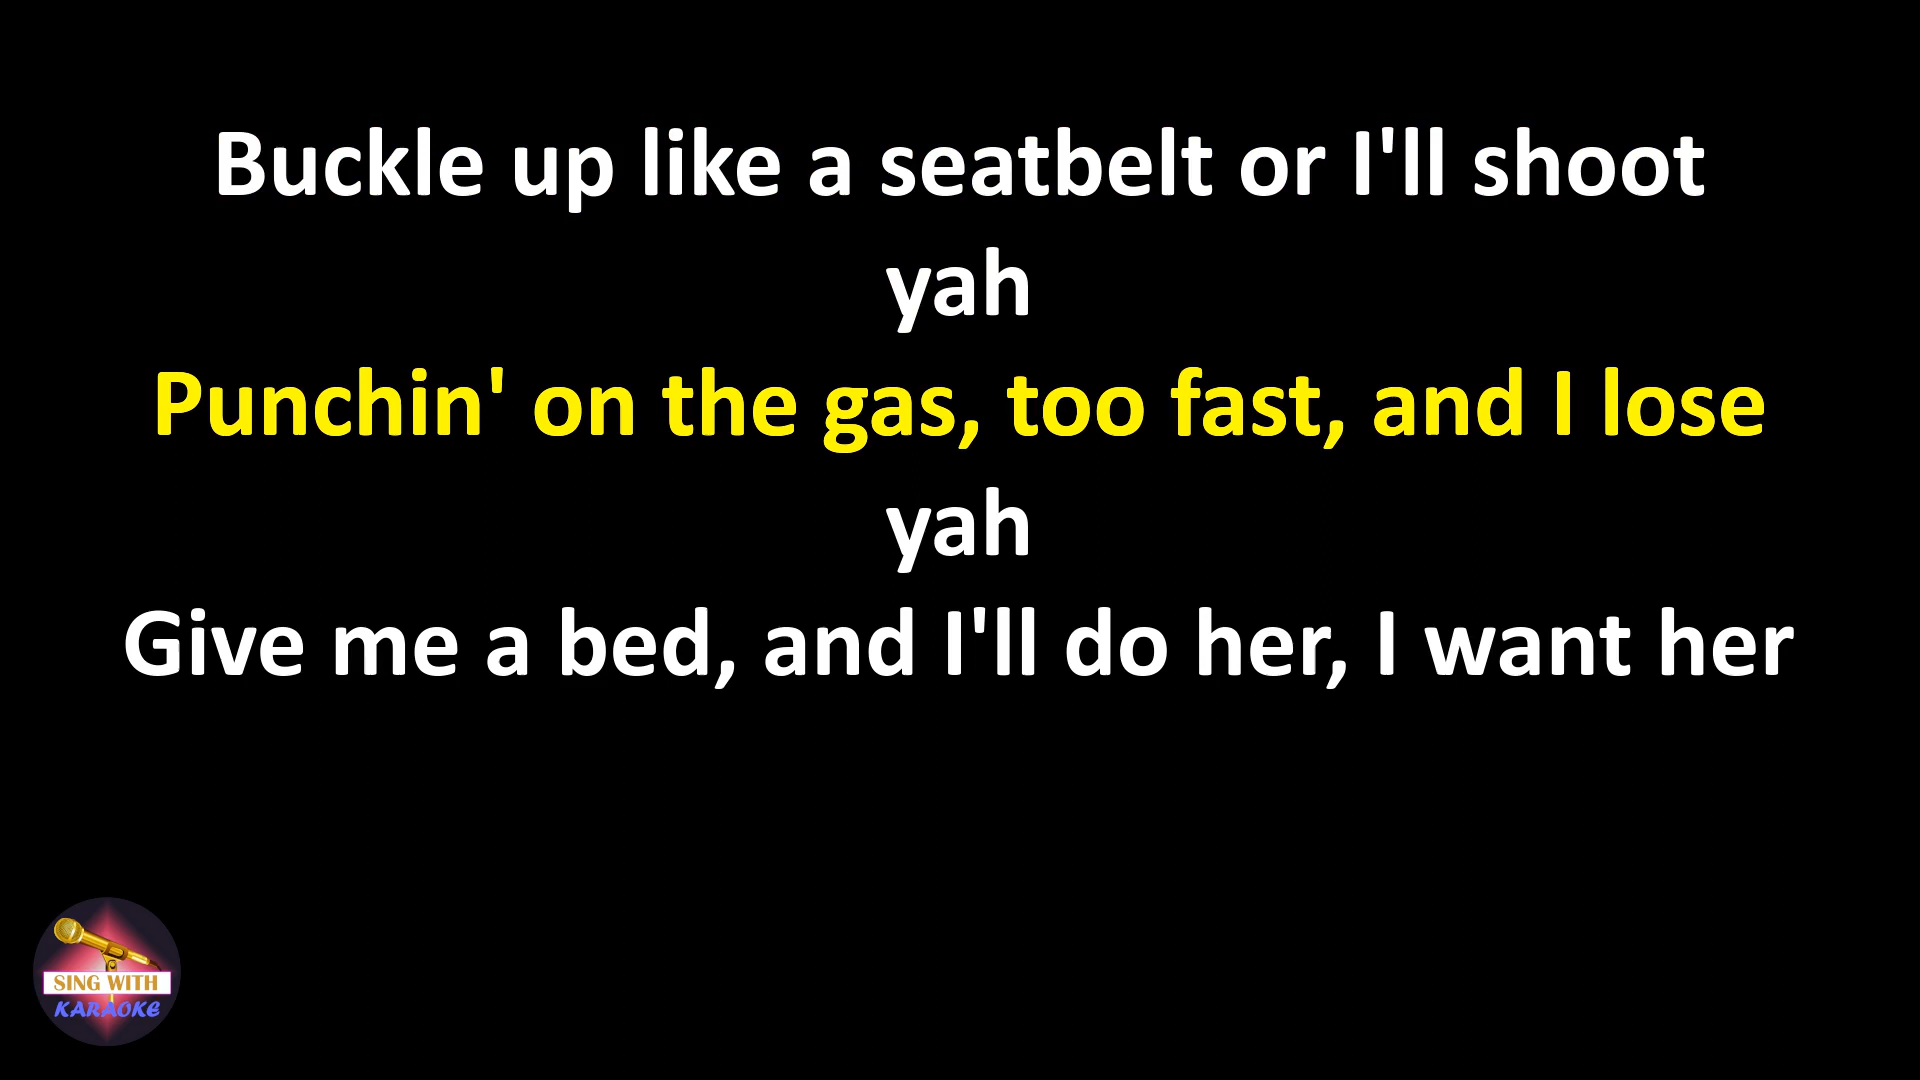 Buckle up like a seatbelt or I'll shoot
yah
Punchin' on the gas, too fast, and I lose
yah
Give me a bed, and I'll do her, I want her
SING WITH
KARAOKE